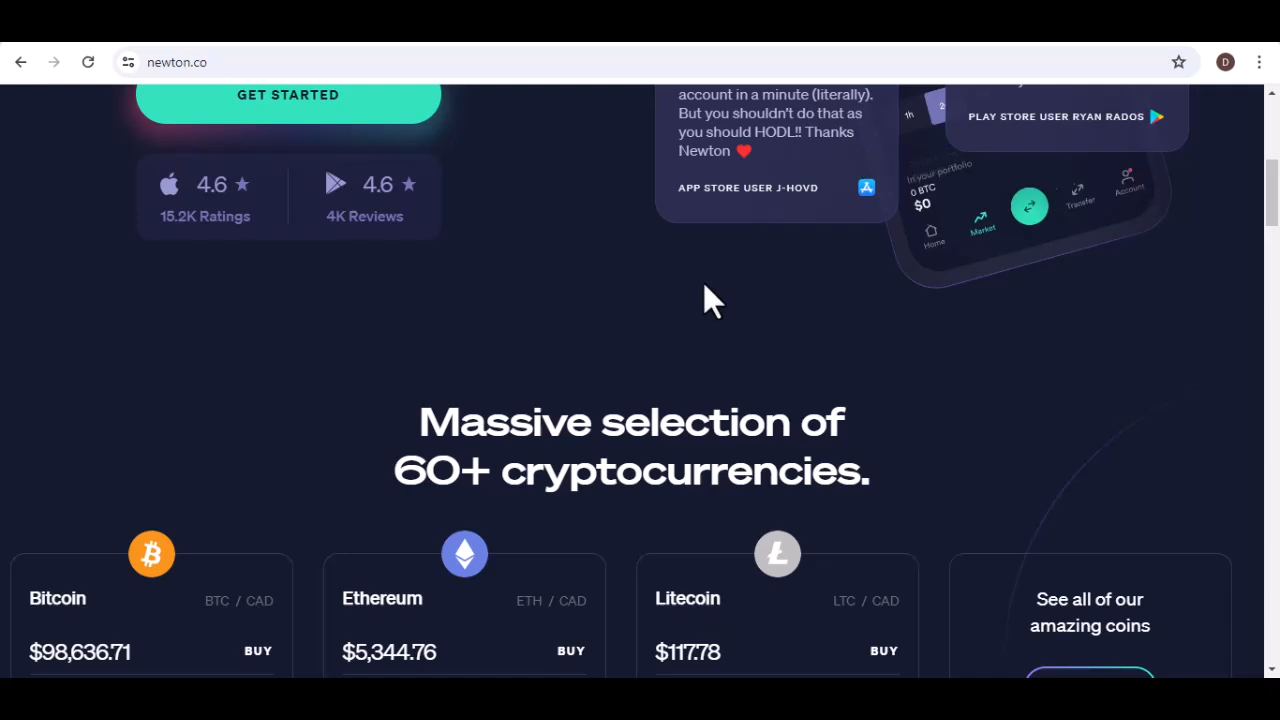 newton.co
D
GET STARTED
4.6
15.2K Ratings
4.6
4K Reviews
account in a minute (literally).
But you shouldn't do that as
you should HODL!! Thanks
Newton
APP STORE USER J-HOVD
PLAY STORE USER RYAN RADOS
1h
In your portfolio
0 BTC
$0
Home
Market
Transfer
Account
Massive selection of
60+ cryptocurrencies.
Bitcoin
BTC / CAD
$98,636.71
BUY
Ethereum
ETH / CAD
$5,344.76
BUY
Litecoin
LTC / CAD
$117.78
BUY
See all of our
amazing coins